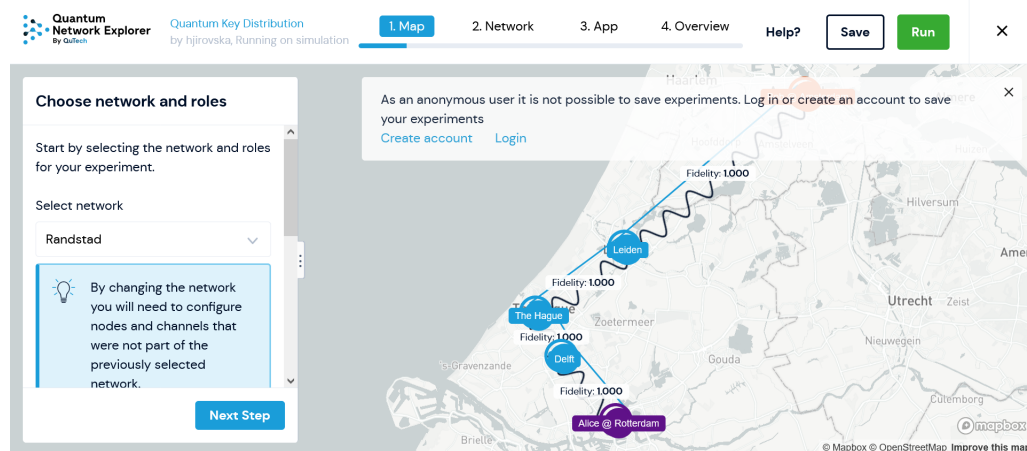 Quantum
Network Explorer
By QuTech
Quantum Key Distribution
by hjirovska, Running on simulation
1. Map
2. Network
3. App
4. Overview
Help?
Save
Run
Choose network and roles
Start by selecting the network and roles
for your experiment.
Select network
Randstad
By changing the network
you will need to configure
nodes and channels that
were not part of the
previously selected
network.
Next Step
As an anonymous user it is not possible to save experiments. Log in or create an account to save
your experiments
Create account
Login
Haarlem
Fidelity: 1.000
Hilversum
Leiden
Fidelity: 1.000
The Hague
Zoetermeer
Utrecht
Zeist
Fidelity: 1.000
Nieuwegein
Delft
's-Gravenzande
Gouda
Fidelity: 1.000
Culemborg
Alice @ Rotterdam
Brielle
mapbox
© Mapbox © OpenStreetMap Improve this map